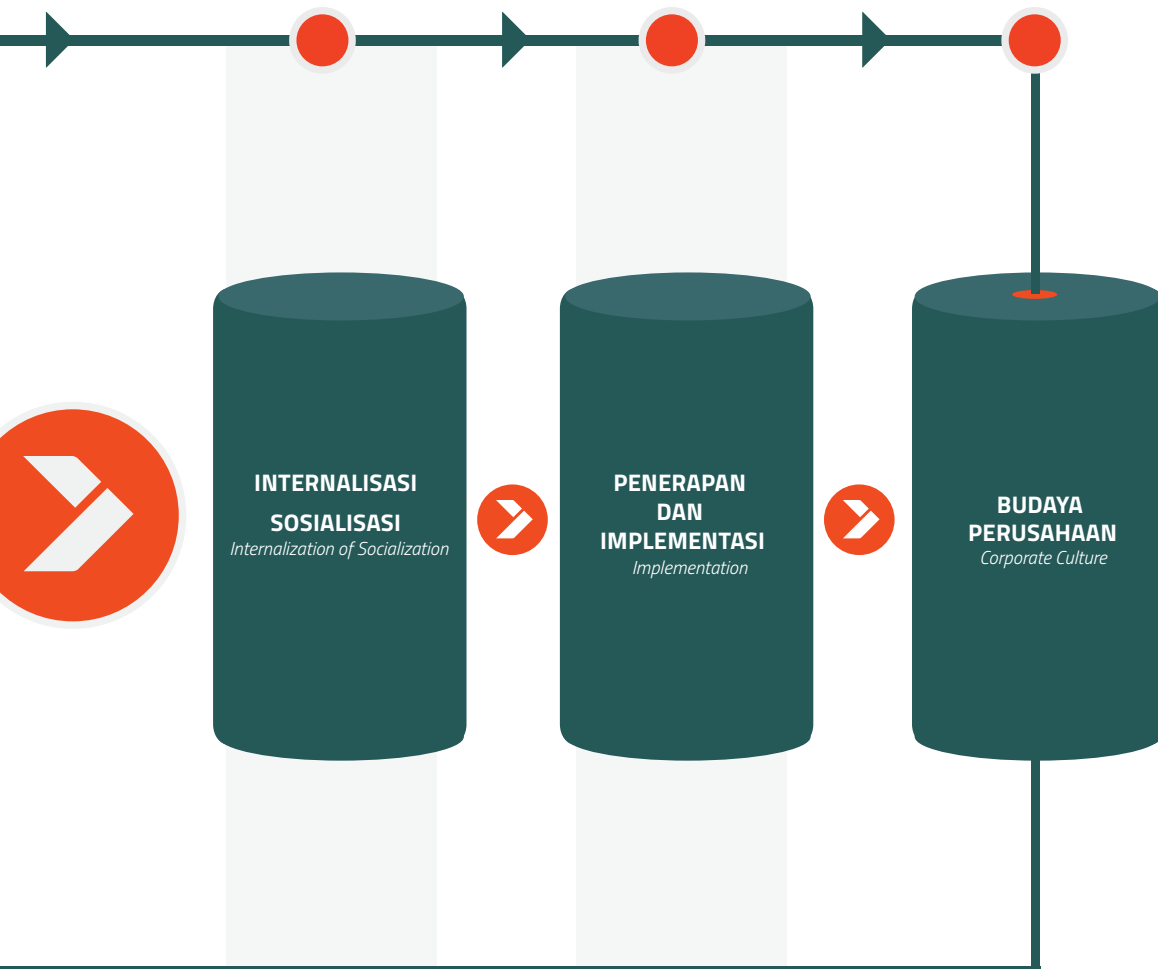 INTERNALISASI
SOSIALISASI
Internalization of Socialization
PENERAPAN
DAN
IMPLEMENTASI
Implementation
BUDAYA
PERUSAHAAN
Corporate Culture